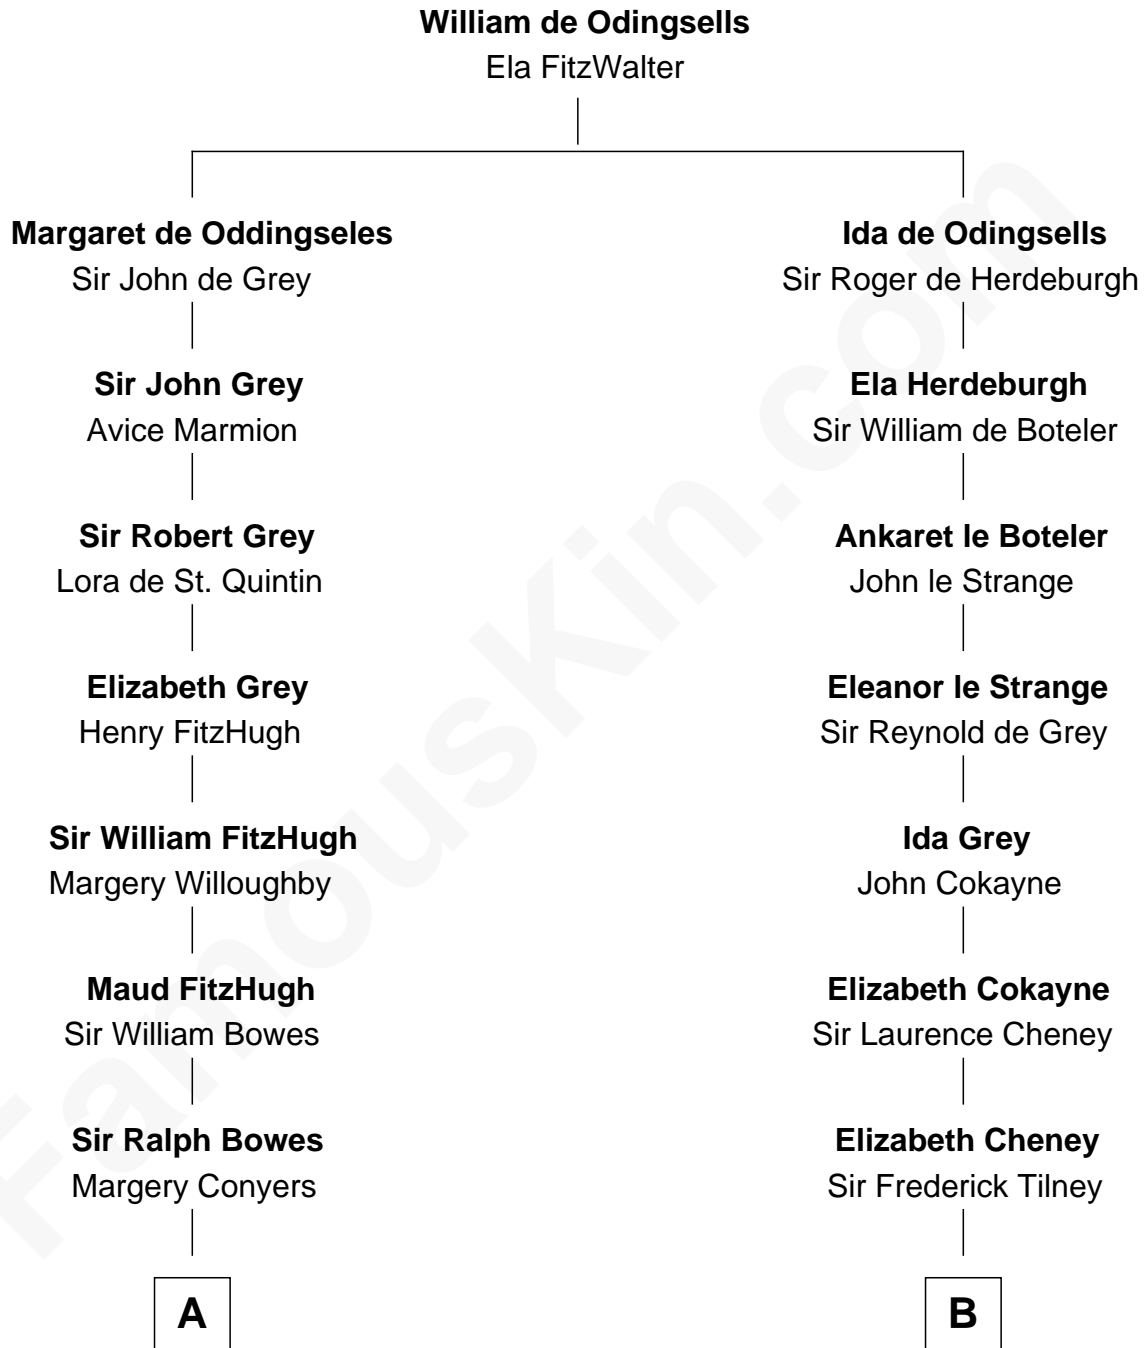 William de Odingsells
Ela FitzWalter
Margaret de Oddingseles
Sir John de Grey
Sir John Grey
Avice Marmion
Sir Robert Grey
Lora de St. Quintin
Elizabeth Grey
Henry FitzHugh
Sir William FitzHugh
Margery Willoughby
Maud FitzHugh
Sir William Bowes
Sir Ralph Bowes
Margery Conyers
A
Ida de Odingsells
Sir Roger de Herdeburgh
Ela Herdeburgh
Sir William de Boteler
Ankaret le Boteler
John le Strange
Eleanor le Strange
Sir Reynold de Grey
Ida Grey
John Cokayne
Elizabeth Cokayne
Sir Laurence Cheney
Elizabeth Cheney
Sir Frederick Tilney
B
FamousKin.com